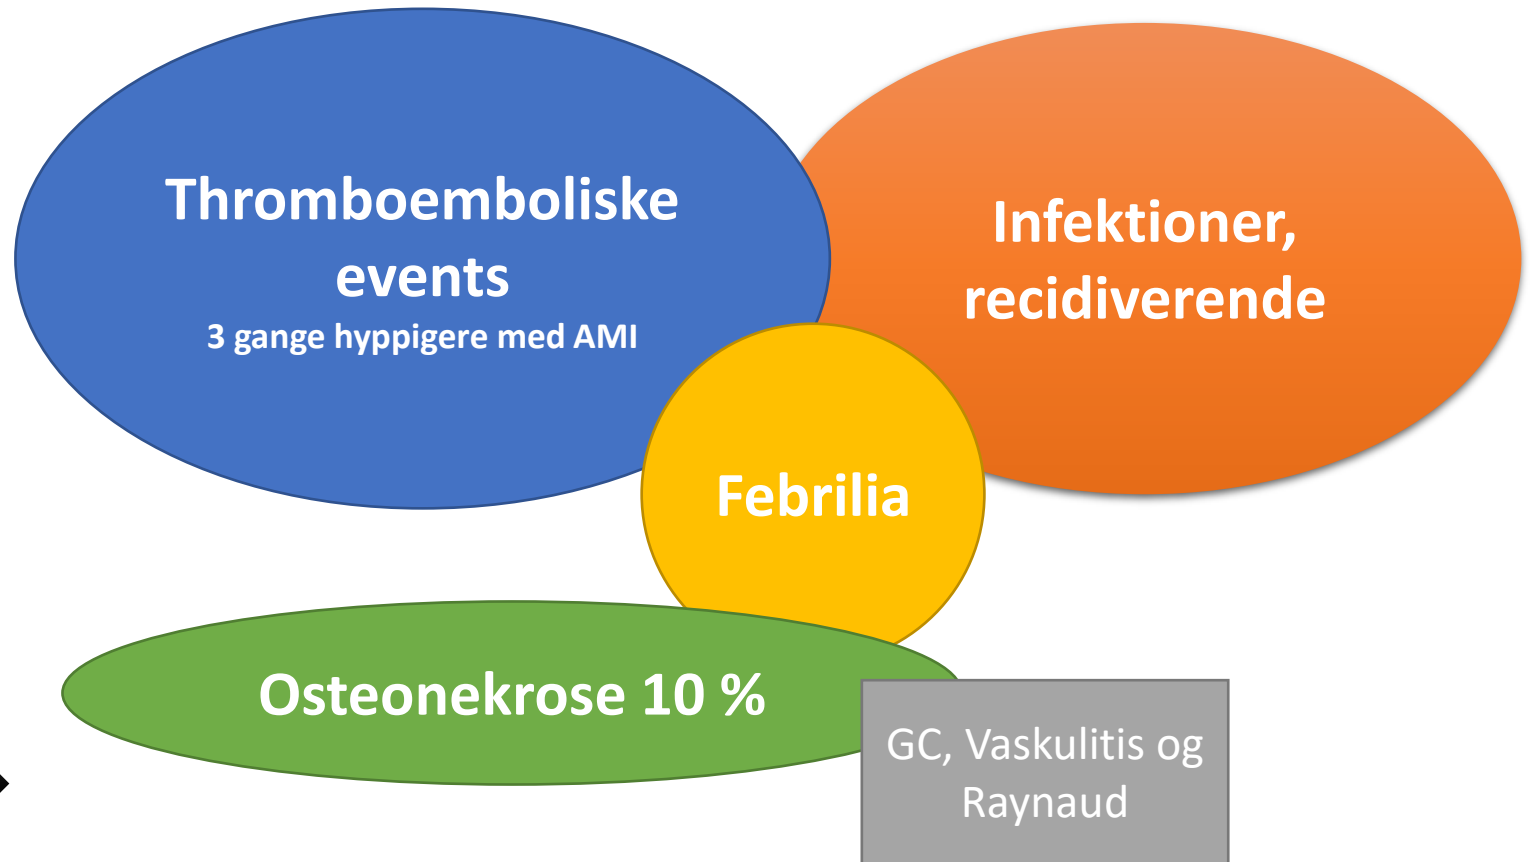 Thromboemboliske
events
3 gange hyppigere med AMI
Infektioner,
recidiverende
Febrilia
Osteonekrose 10 %
GC, Vaskulitis og
Raynaud